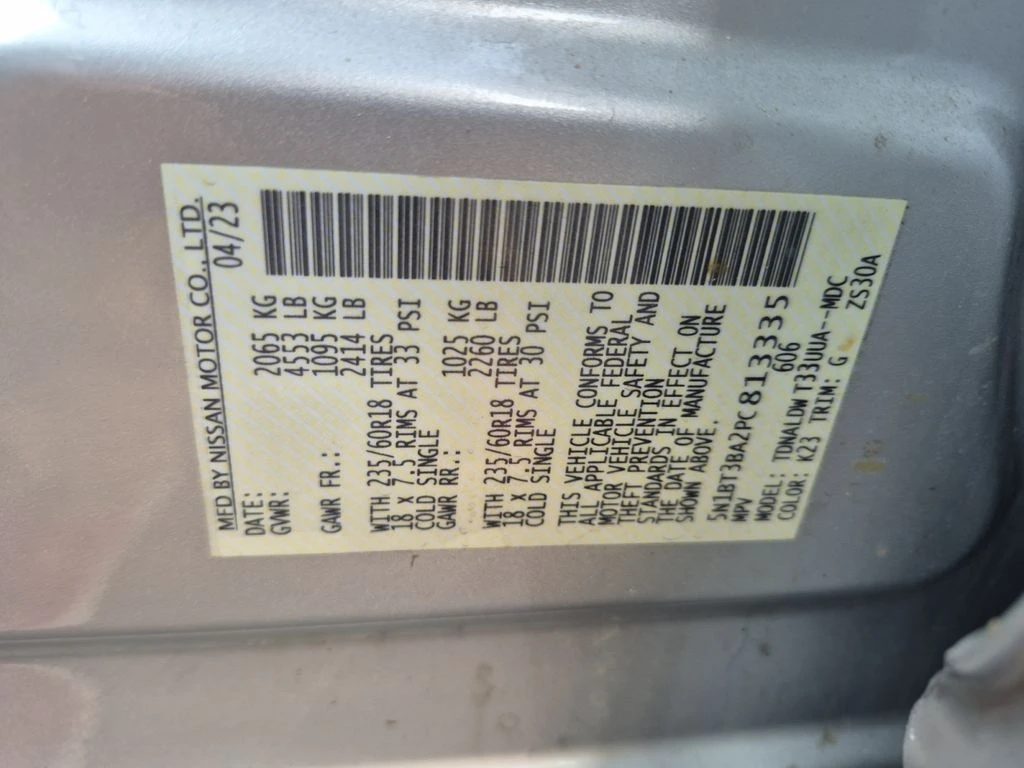 MFD BY NISSAN MOTOR CO., LTD.
DATE: 04/23
GVWR: 2065 KG
4553 LB
GAWR FR.: 1095 KG
2414 LB
WITH 235/60R18 TIRES
18 X 7.5 RIMS AT 33 PSI
COLD SINGLE
GAWR RR.: 1025 KG
2260 LB
WITH 235/60R18 TIRES
18 X 7.5 RIMS AT 30 PSI
COLD SINGLE
THIS VEHICLE CONFORMS TO
ALL APPLICABLE FEDERAL
MOTOR VEHICLE SAFETY AND
THEFT PREVENTION
STANDARDS IN EFFECT ON
THE DATE OF MANUFACTURE
SHOWN ABOVE.
5N1BT3BA2PC813335
MPV 606
MODEL: TDNALDW T33UUA--MDC
COLOR: K23 TRIM: G ZS30A